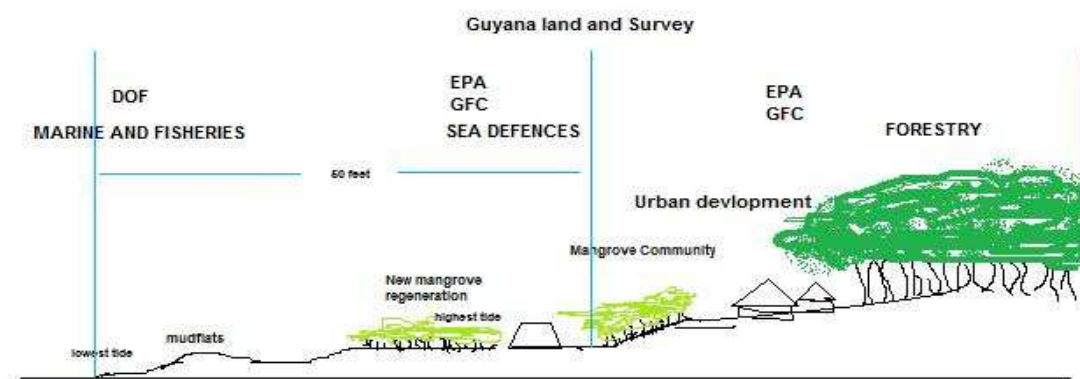 Guyana land and Survey
DOF
MARINE AND FISHERIES
EPA
GFC
SEA DEFENCES
EPA
GFC
FORESTRY
50 feet
Urban devlopment
Mangrove Community
New mangrove
regeneration
highest tide
mudflats
lowest tide